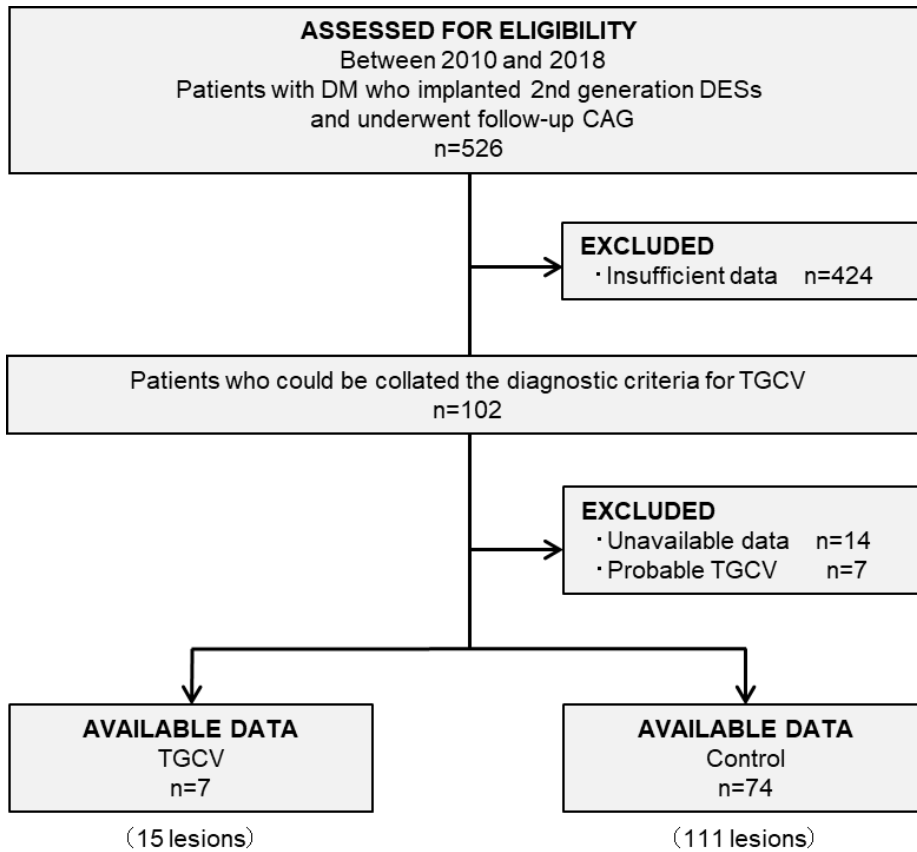 ASSESSED FOR ELIGIBILITY
Between 2010 and 2018
Patients with DM who implanted 2nd generation DESs
and underwent follow-up CAG
n=526
EXCLUDED
・Insufficient data n=424
Patients who could be collated the diagnostic criteria for TGCV
n=102
EXCLUDED
・Unavailable data n=14
・Probable TGCV n=7
AVAILABLE DATA
TGCV
n=7
(15 lesions)
AVAILABLE DATA
Control
n=74
(111 lesions)